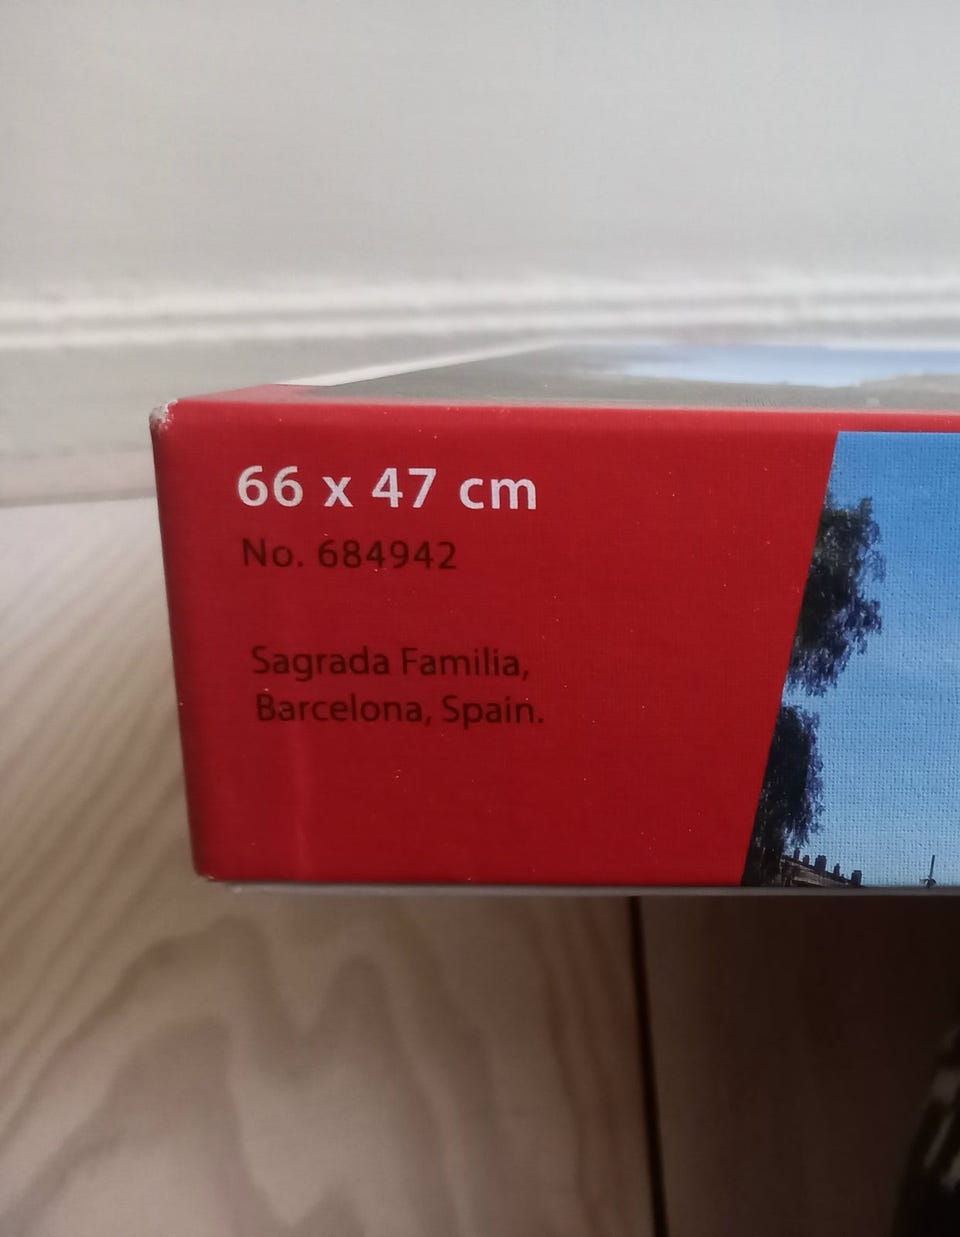 66 x 47 cm
No. 684942
Sagrada Familia,
Barcelona, Spain.